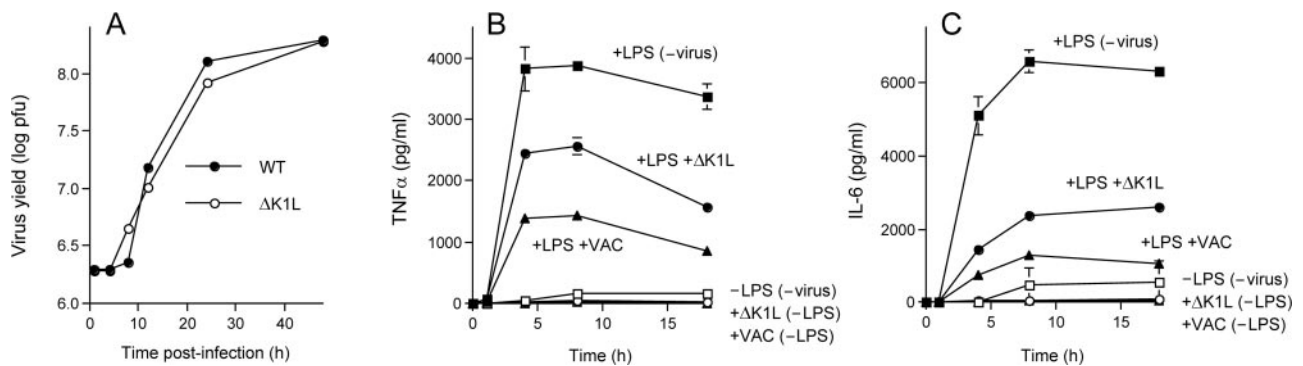 A
Virus yield (log pfu)
8.0
7.5
7.0
6.5
6.0
WT
ΔK1L
0 10 20 30 40
Time post-infection (h)
B
TNFα (pg/ml)
4000
3000
2000
1000
0
+LPS (−virus)
+LPS +ΔK1L
+LPS +VAC
−LPS (−virus)
+ΔK1L (−LPS)
+VAC (−LPS)
0 5 10 15
Time (h)
C
IL-6 (pg/ml)
6000
4000
2000
0
+LPS (−virus)
+LPS +ΔK1L
+LPS +VAC
−LPS (−virus)
+ΔK1L (−LPS)
+VAC (−LPS)
0 5 10 15
Time (h)